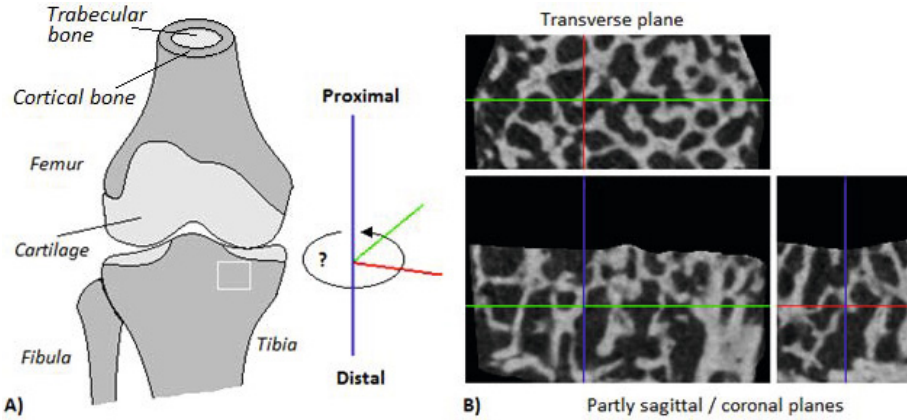 Trabecular
bone
Cortical bone
Femur
Cartilage
Fibula
Tibia
A)
Proximal
?
Distal
Transverse plane
B)
Partly sagittal / coronal planes